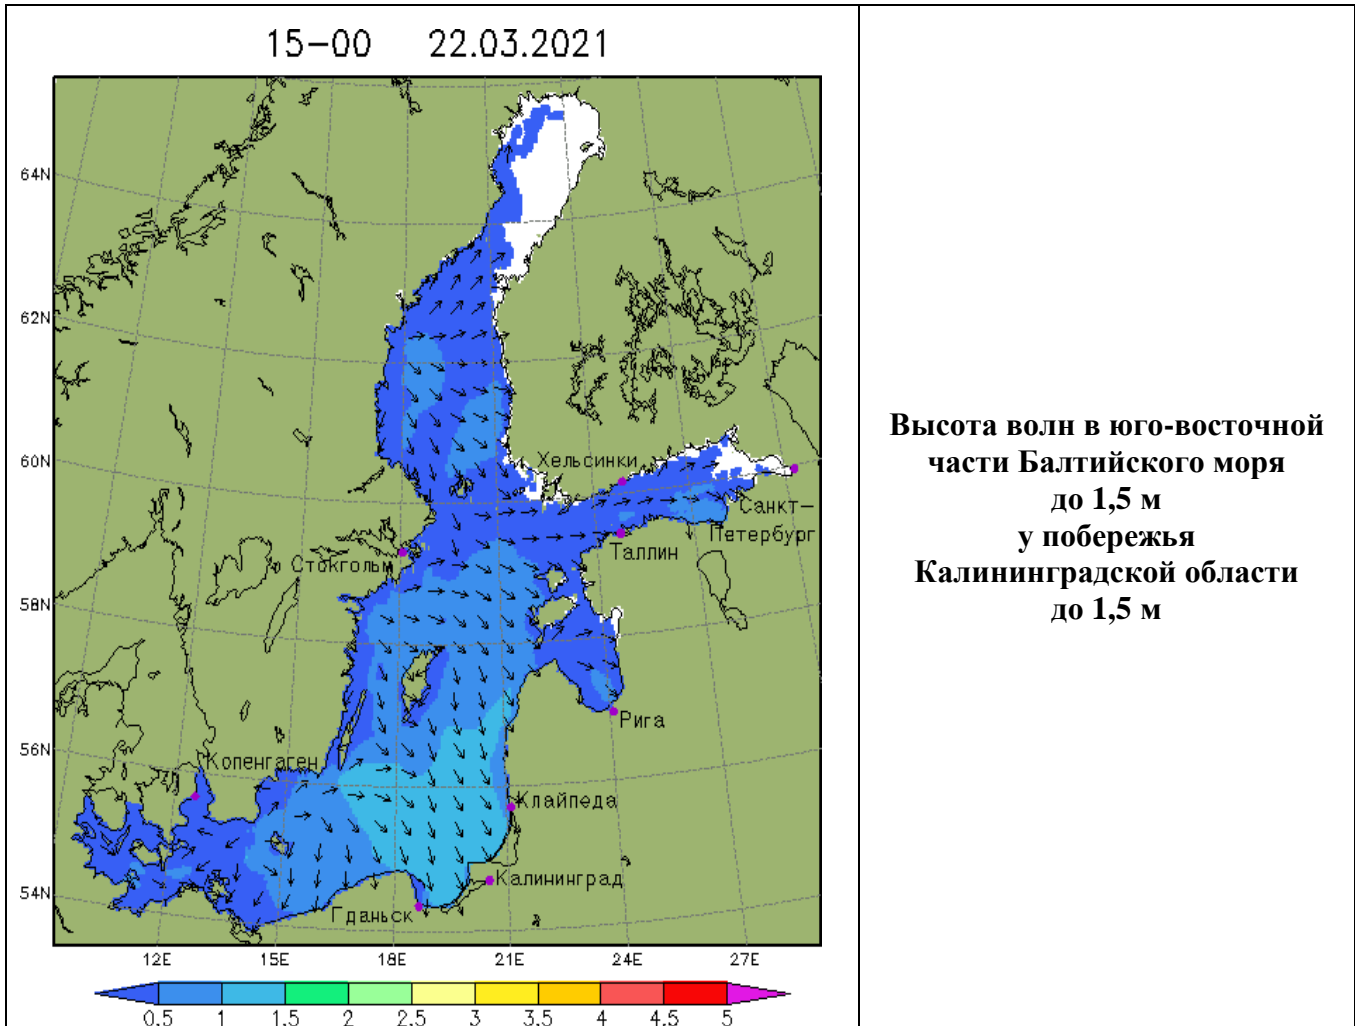 15-00 22.03.2021
64N
62N
60N
58N
56N
54N
Хельсинки
Санкт-
Петербург
Таллин
Стокгольм
Рига
Копенгаген
Клайпеда
Калининград
Гданьск
12E 15E 18E 21E 24E 27E
0.5 1 1.5 2 2.5 3 3.5 4 4.5 5
Высота волн в юго-восточной
части Балтийского моря
до 1,5 м
у побережья
Калининградской области
до 1,5 м